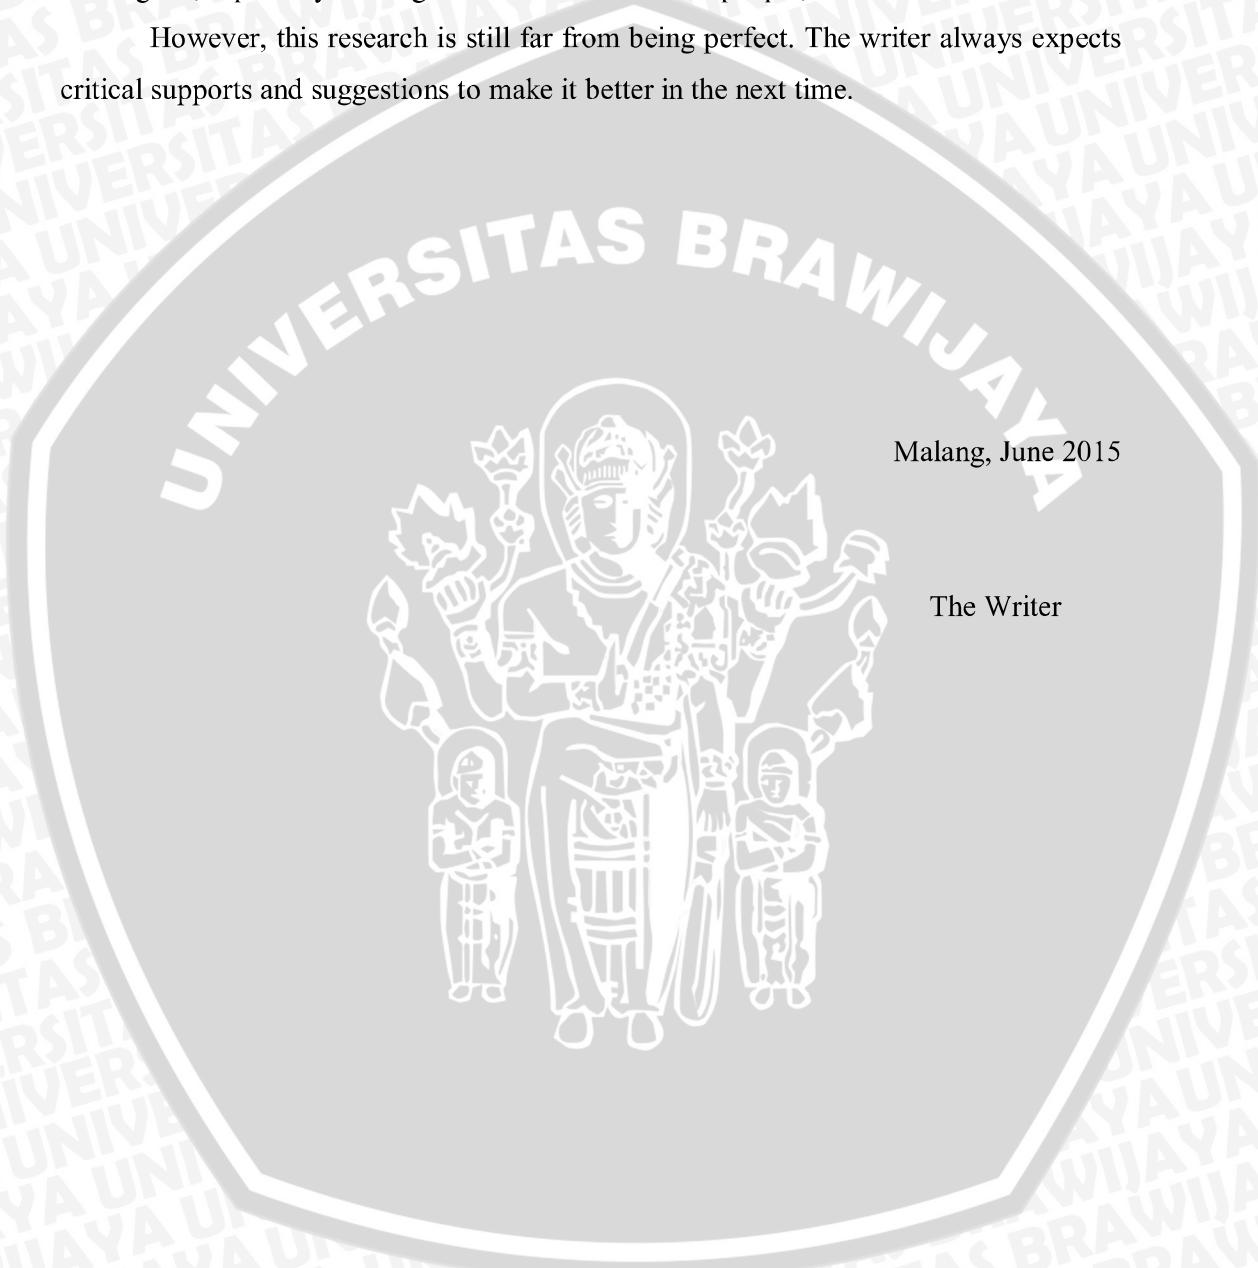 However, this research is still far from being perfect. The writer always expects
critical supports and suggestions to make it better in the next time.
UNIVERSITAS BRAWIJAYA
Malang, June 2015
The Writer